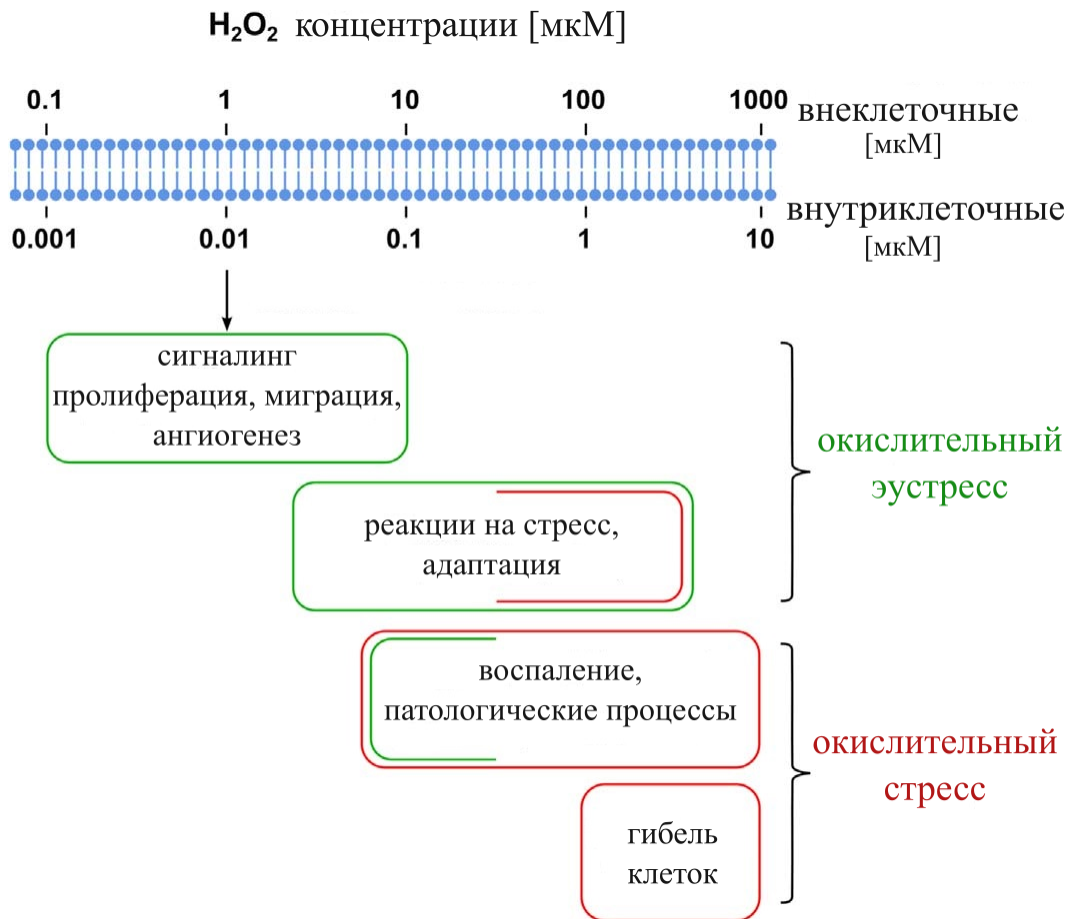 H₂O₂ концентрации [мкМ]
0.1 1 10 100 1000
внеклеточные
[мкМ]
внутриклеточные
0.001 0.01 0.1 1 10
[мкМ]
сигналинг
пролиферация, миграция,
ангиогенез
окислительный
эустресс
реакции на стресс,
адаптация
воспаление,
патологические процессы
окислительный
стресс
гибель
клеток